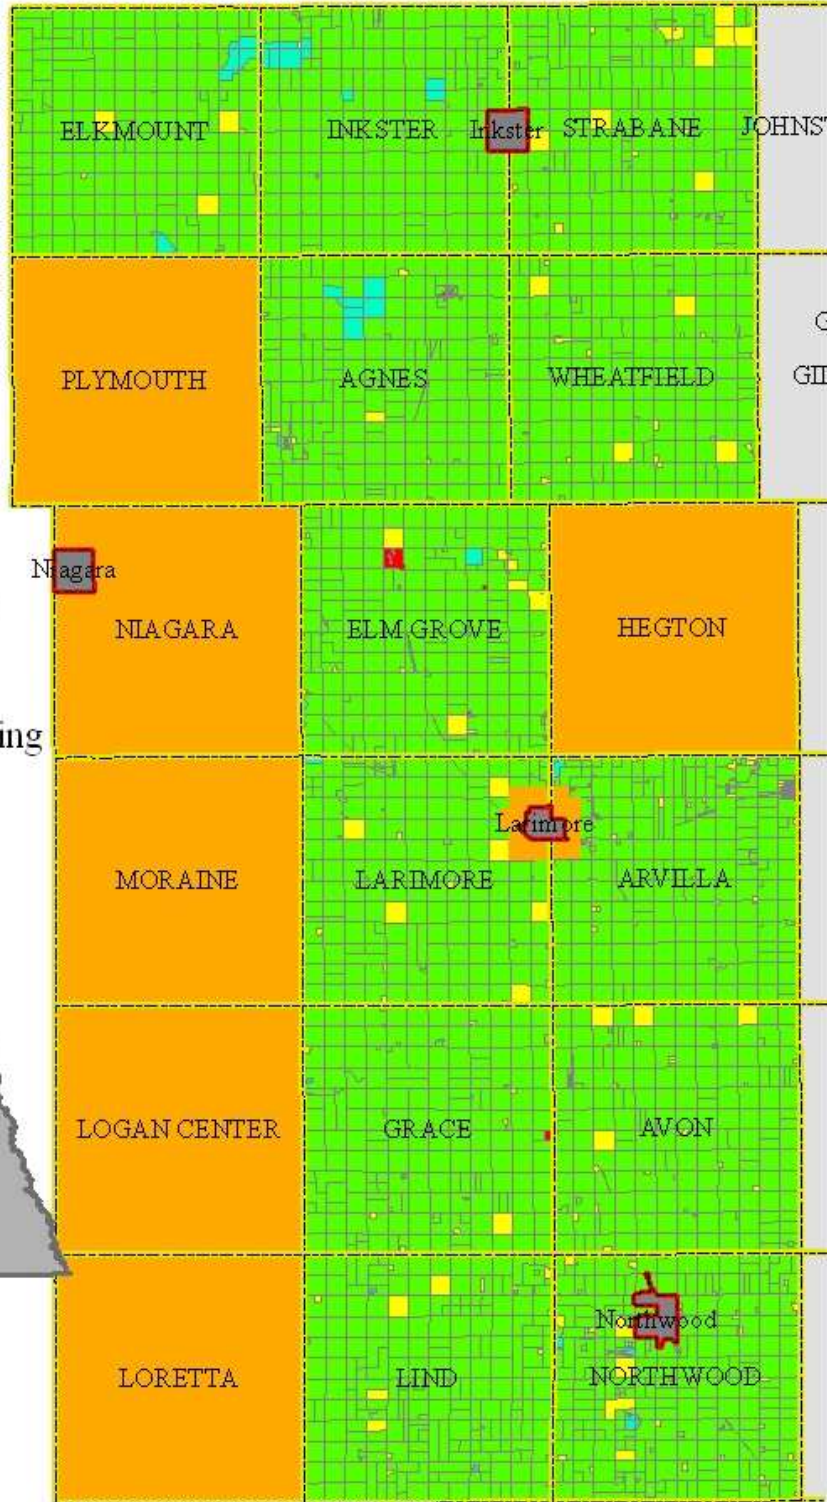 ELKMOUNT
INKSTER
Inkster
STRABANE
JOHNST
PLYMOUTH
AGNES
WHEATFIELD
G
GII
Niagara
NIAGARA
ELM GROVE
HEGTON
ing
Larimore
MORAINE
LARIMORE
ARVILLA
LOGAN CENTER
GRACE
AVON
Northwood
LORETTA
LIND
NORTHWOOD